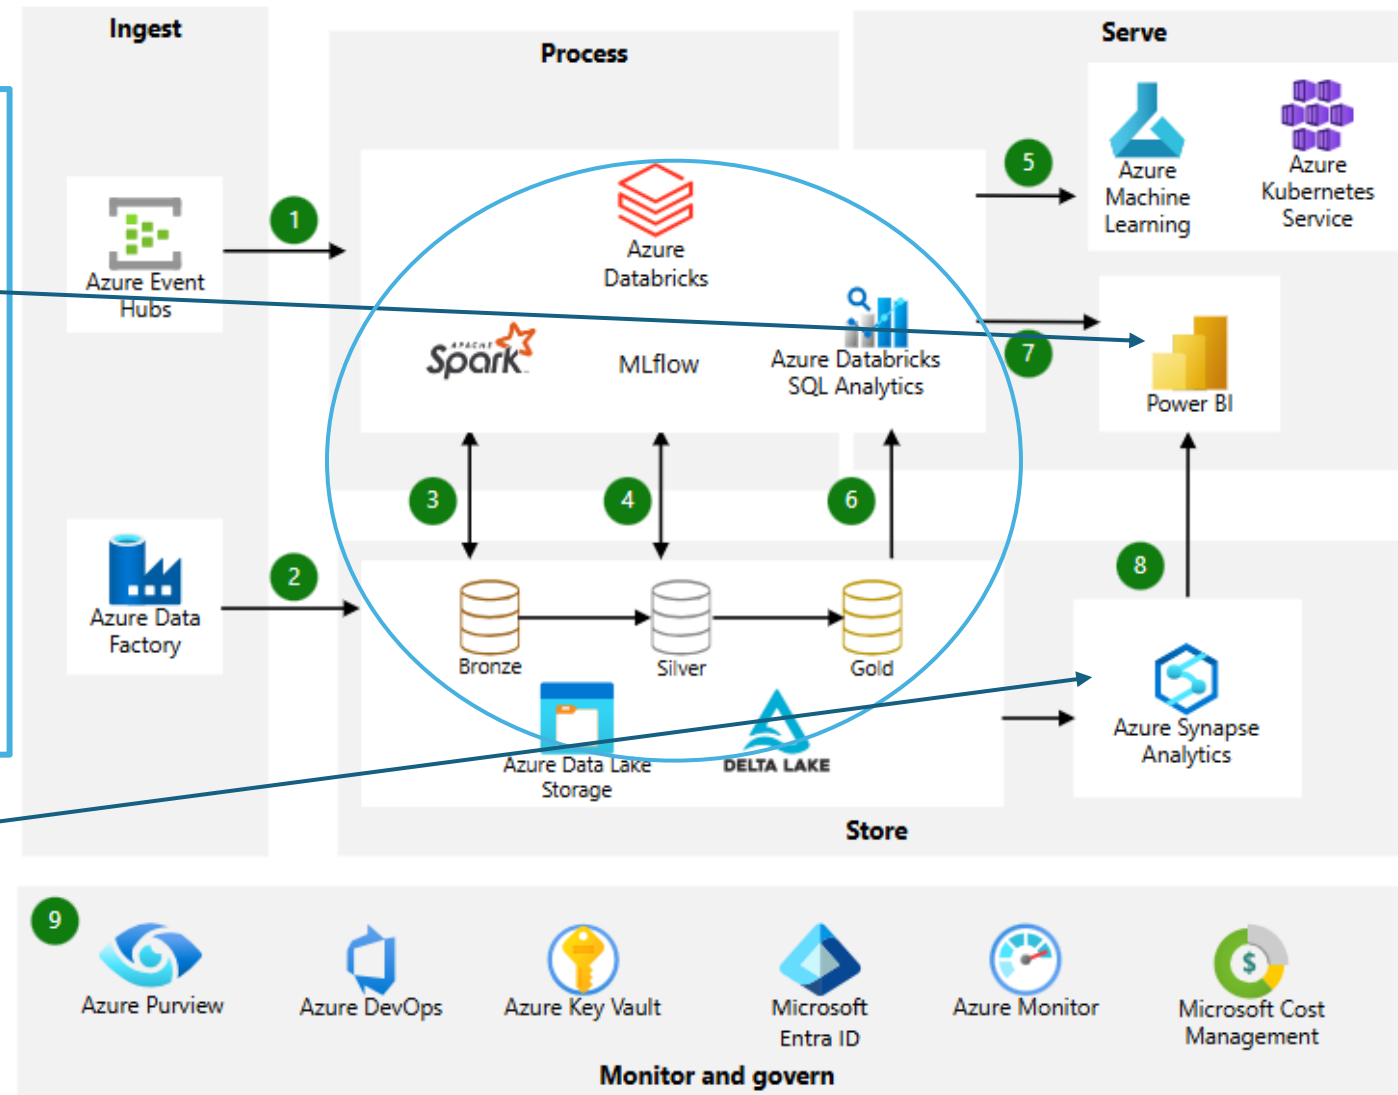 Ingest
Process
Serve
Azure Event
Hubs
1
Azure
Databricks
APACHE
Spark
MLflow
Azure Databricks
SQL Analytics
5
Azure
Machine
Learning
Azure
Kubernetes
Service
7
Power BI
3
4
6
Azure Data
Factory
2
Bronze
Silver
Gold
Azure Data Lake
Storage
DELTA LAKE
8
Azure Synapse
Analytics
Store
9
Azure Purview
Azure DevOps
Azure Key Vault
Microsoft
Entra ID
Azure Monitor
$
Microsoft Cost
Management
Monitor and govern